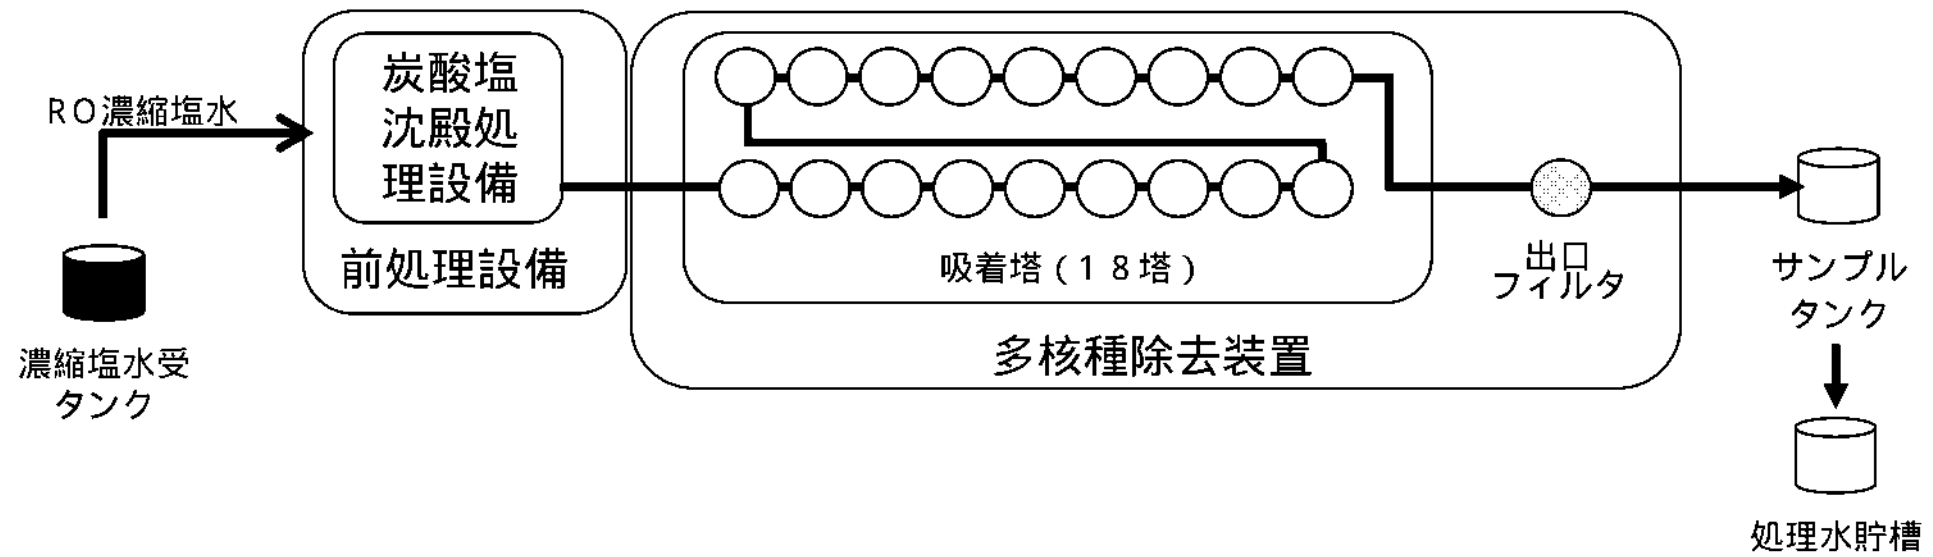 RO濃縮塩水
濃縮塩水受
タンク
炭酸塩
沈殿処
理設備
前処理設備
吸着塔(18塔)
多核種除去装置
出口
フィルタ
サンプル
タンク
処理水貯槽